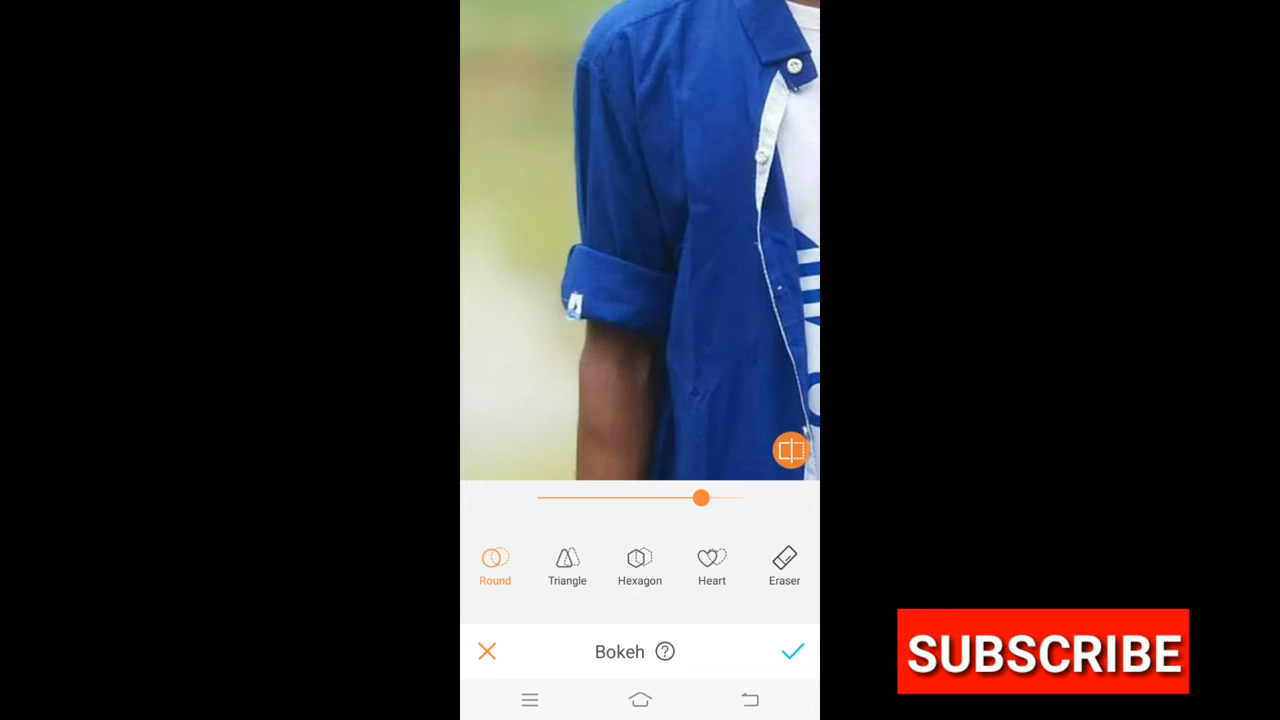 Round
Triangle
Hexagon
Heart
Eraser
Bokeh ?
SUBSCRIBE